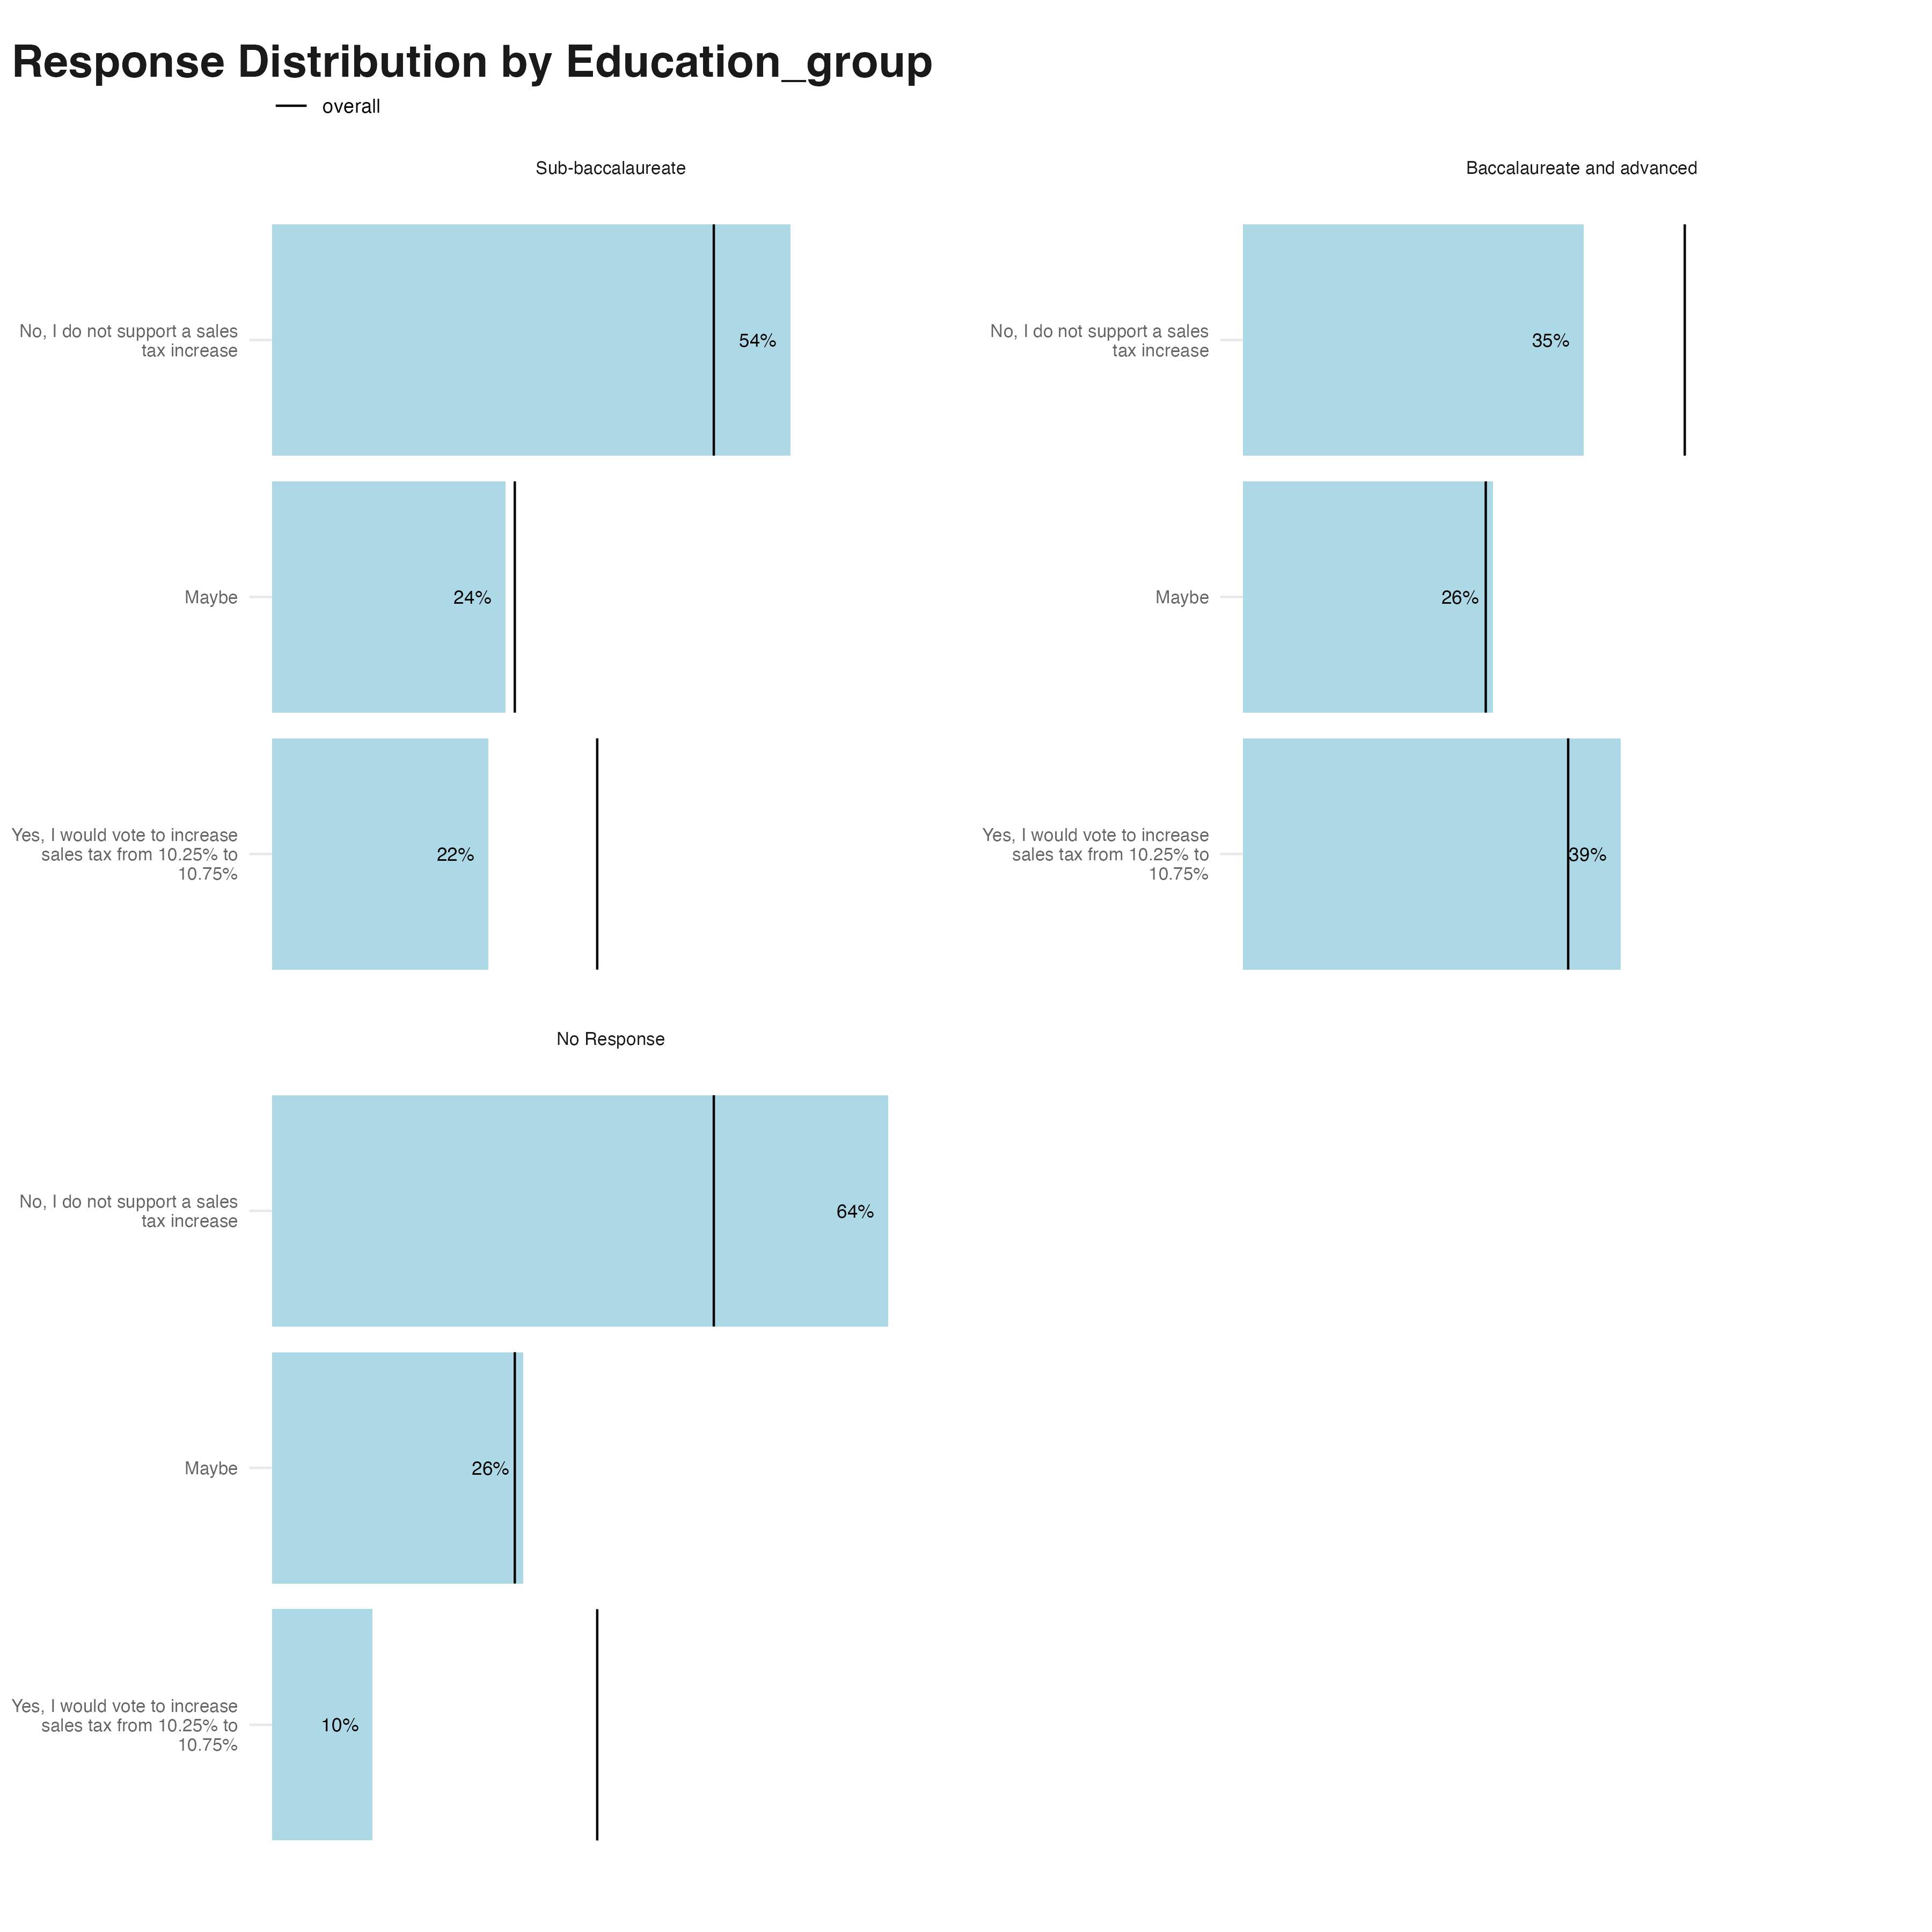 Response Distribution by Education_group
overall
Sub-baccalaureate
No, I do not support a sales
tax increase
54%
Maybe
24%
Yes, I would vote to increase
sales tax from 10.25% to
10.75%
22%
Baccalaureate and advanced
No, I do not support a sales
tax increase
35%
Maybe
26%
Yes, I would vote to increase
sales tax from 10.25% to
10.75%
39%
No Response
No, I do not support a sales
tax increase
64%
Maybe
26%
Yes, I would vote to increase
sales tax from 10.25% to
10.75%
10%